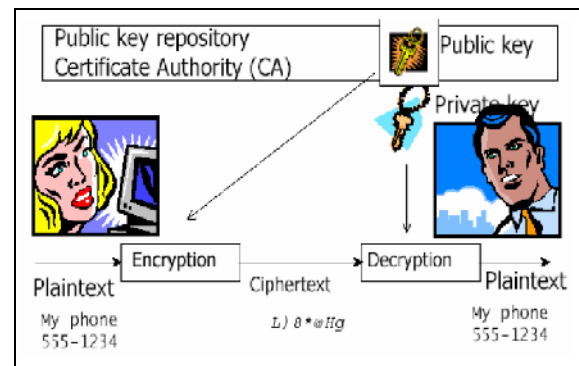 Public key repository
Certificate Authority (CA)
Public key
Private key
Encryption
Decryption
Plaintext
Ciphertext
Plaintext
My phone
555-1234
L) 8*@Hg
My phone
555-1234